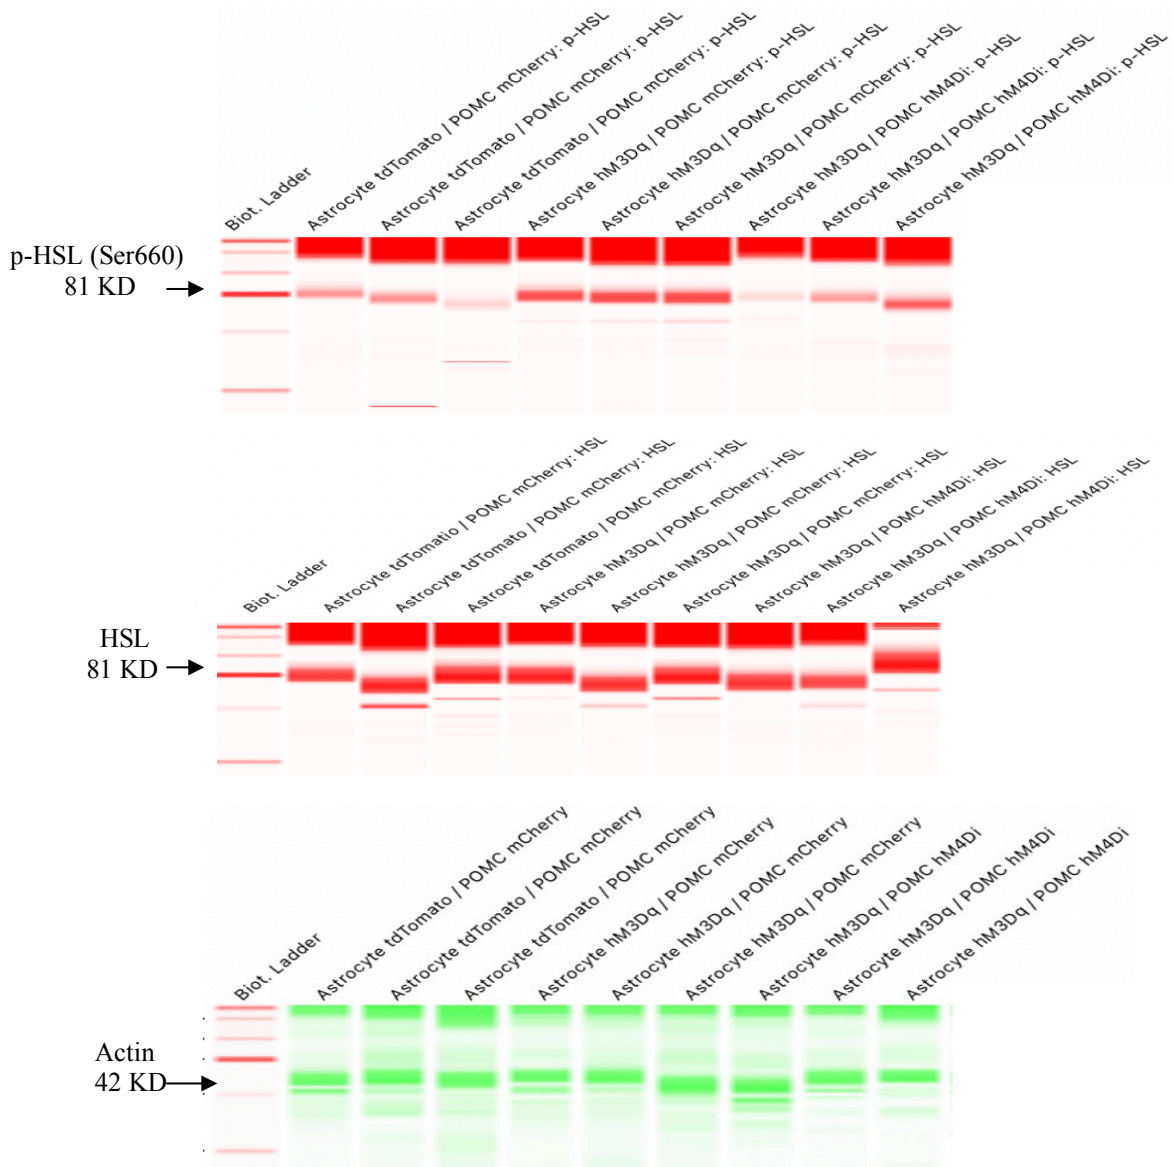 Biot. Ladder
Astrocyte tdTomato / POMC mCherry: p-HSL
Astrocyte tdTomato / POMC mCherry: p-HSL
Astrocyte tdTomato / POMC mCherry: p-HSL
Astrocyte hM3Dq / POMC mCherry: p-HSL
Astrocyte hM3Dq / POMC mCherry: p-HSL
Astrocyte hM3Dq / POMC mCherry: p-HSL
Astrocyte hM3Dq / POMC hM4Di: p-HSL
Astrocyte hM3Dq / POMC hM4Di: p-HSL
Astrocyte hM3Dq / POMC hM4Di: p-HSL
p-HSL (Ser660)
81 KD
Biot. Ladder
Astrocyte tdTomatio / POMC mCherry: HSL
Astrocyte tdTomato / POMC mCherry: HSL
Astrocyte tdTomato / POMC mCherry: HSL
Astrocyte hM3Dq / POMC mCherry: HSL
Astrocyte hM3Dq / POMC mCherry: HSL
Astrocyte hM3Dq / POMC mCherry: HSL
Astrocyte hM3Dq / POMC hM4Di: HSL
Astrocyte hM3Dq / POMC hM4Di: HSL
Astrocyte hM3Dq / POMC hM4Di: HSL
HSL
81 KD
Biot. Ladder
Astrocyte tdTomato / POMC mCherry
Astrocyte tdTomato / POMC mCherry
Astrocyte tdTomato / POMC mCherry
Astrocyte hM3Dq / POMC mCherry
Astrocyte hM3Dq / POMC mCherry
Astrocyte hM3Dq / POMC mCherry
Astrocyte hM3Dq / POMC hM4Di
Astrocyte hM3Dq / POMC hM4Di
Astrocyte hM3Dq / POMC hM4Di
Actin
42 KD